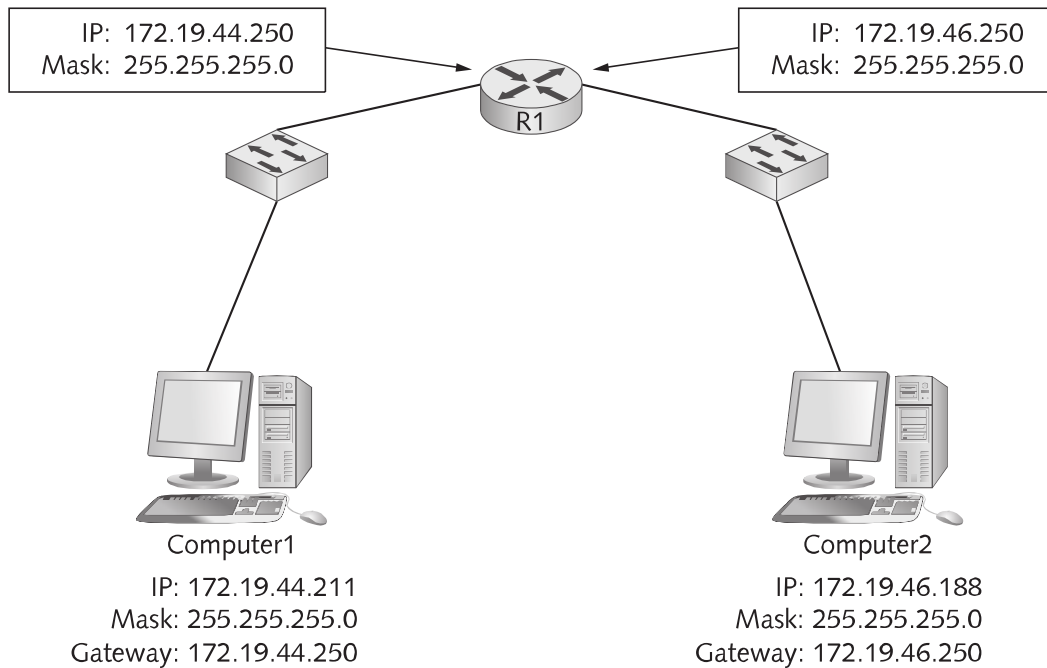 IP: 172.19.44.250
Mask: 255.255.255.0
IP: 172.19.46.250
Mask: 255.255.255.0
R1
Computer1
IP: 172.19.44.211
Mask: 255.255.255.0
Gateway: 172.19.44.250
Computer2
IP: 172.19.46.188
Mask: 255.255.255.0
Gateway: 172.19.46.250